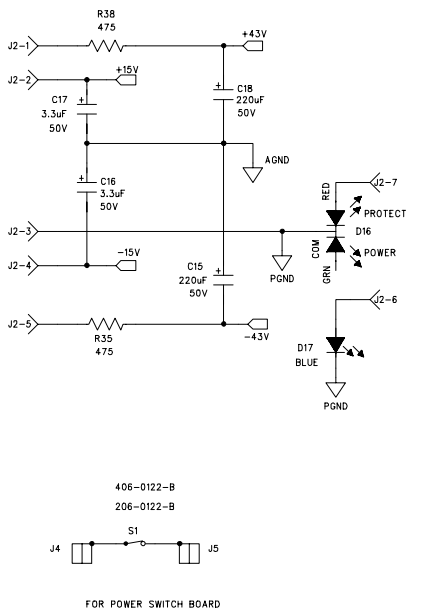 R38
475
J2-1
+43V
J2-2
+15V
C17
3.3uF
50V
C18
220uF
50V
AGND
C16
3.3uF
50V
RED
J2-7
PROTECT
J2-3
D16
COM
POWER
GRN
J2-4
-15V
C15
220uF
50V
PGND
J2-6
J2-5
R35
475
-43V
D17
BLUE
PGND
406-0122-B
206-0122-B
S1
J4
J5
FOR POWER SWITCH BOARD